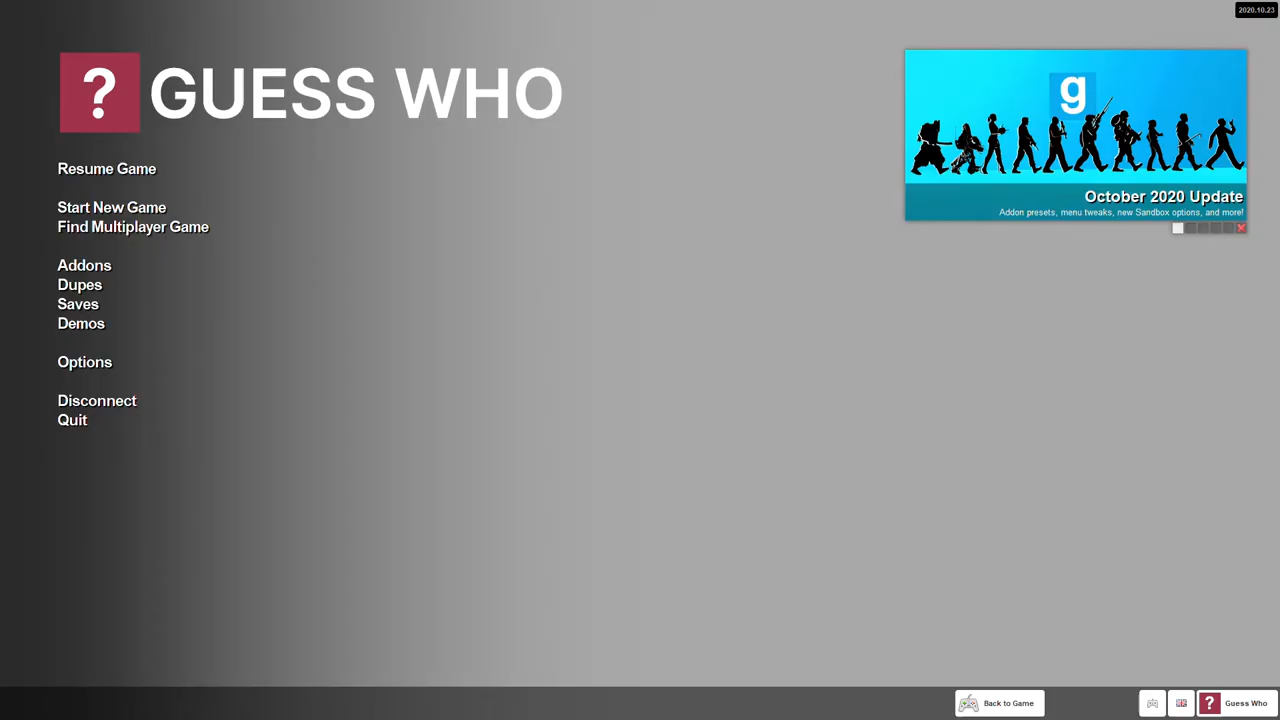 2020.10.23
? GUESS WHO
Resume Game
Start New Game
Find Multiplayer Game
Addons
Dupes
Saves
Demos
Options
Disconnect
Quit
g
October 2020 Update
Addon presets, menu tweaks, new Sandbox options, and more!
Back to Game
? Guess Who